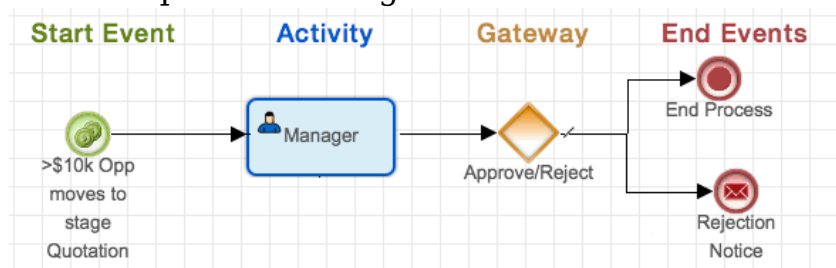 Start Event
Activity
Gateway
End Events
End Process
Manager
>$10k Opp
moves to
stage
Quotation
Approve/Reject
Rejection
Notice